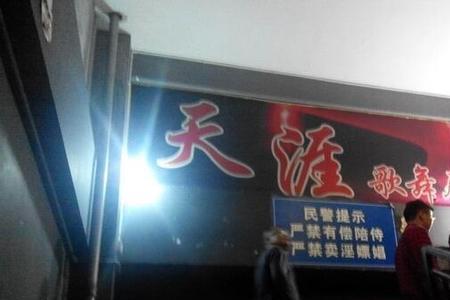 天涯歌舞
民警提示
严禁有偿陪侍
严禁卖淫嫖娼